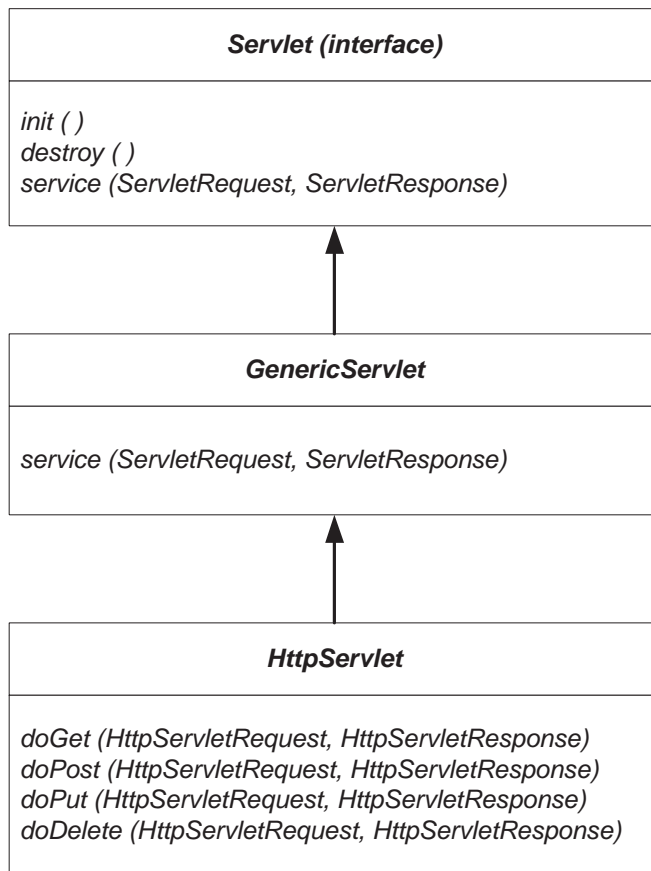 Servlet (interface)
init ( )
destroy ( )
service (ServletRequest, ServletResponse)
GenericServlet
service (ServletRequest, ServletResponse)
HttpServlet
doGet (HttpServletRequest, HttpServletResponse)
doPost (HttpServletRequest, HttpServletResponse)
doPut (HttpServletRequest, HttpServletResponse)
doDelete (HttpServletRequest, HttpServletResponse)